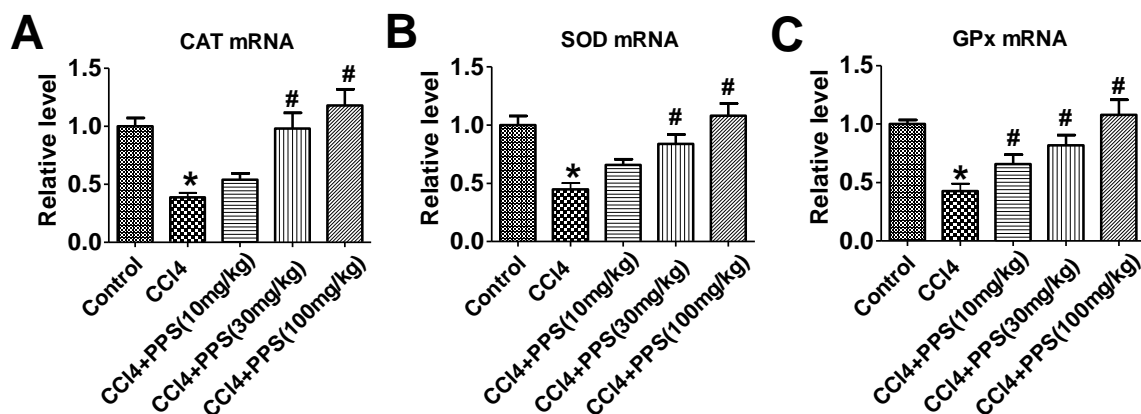 A
CAT mRNA
Relative level
1.5
1.0
0.5
0.0
*
#
#
Control
CCl4
CCl4+PPS(10mg/kg)
CCl4+PPS(30mg/kg)
CCl4+PPS(100mg/kg)
B
SOD mRNA
Relative level
1.5
1.0
0.5
0.0
*
#
#
Control
CCl4
CCl4+PPS(10mg/kg)
CCl4+PPS(30mg/kg)
CCl4+PPS(100mg/kg)
C
GPx mRNA
Relative level
1.5
1.0
0.5
0.0
*
#
#
#
Control
CCl4
CCl4+PPS(10mg/kg)
CCl4+PPS(30mg/kg)
CCl4+PPS(100mg/kg)